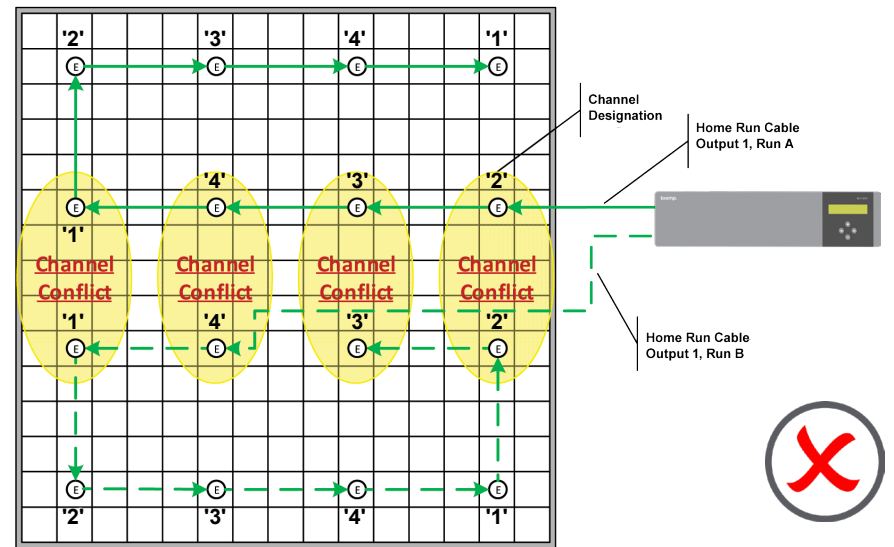 '2' '3' '4' '1'
Channel
Designation
Home Run Cable
Output 1, Run A
E E E E
'4' '3' '2'
E E E E
'1'
Channel Channel Channel Channel
Conflict Conflict Conflict Conflict
'1' '4' '3' '2'
E E E E
Home Run Cable
Output 1, Run B
E E E E
'2' '3' '4' '1'